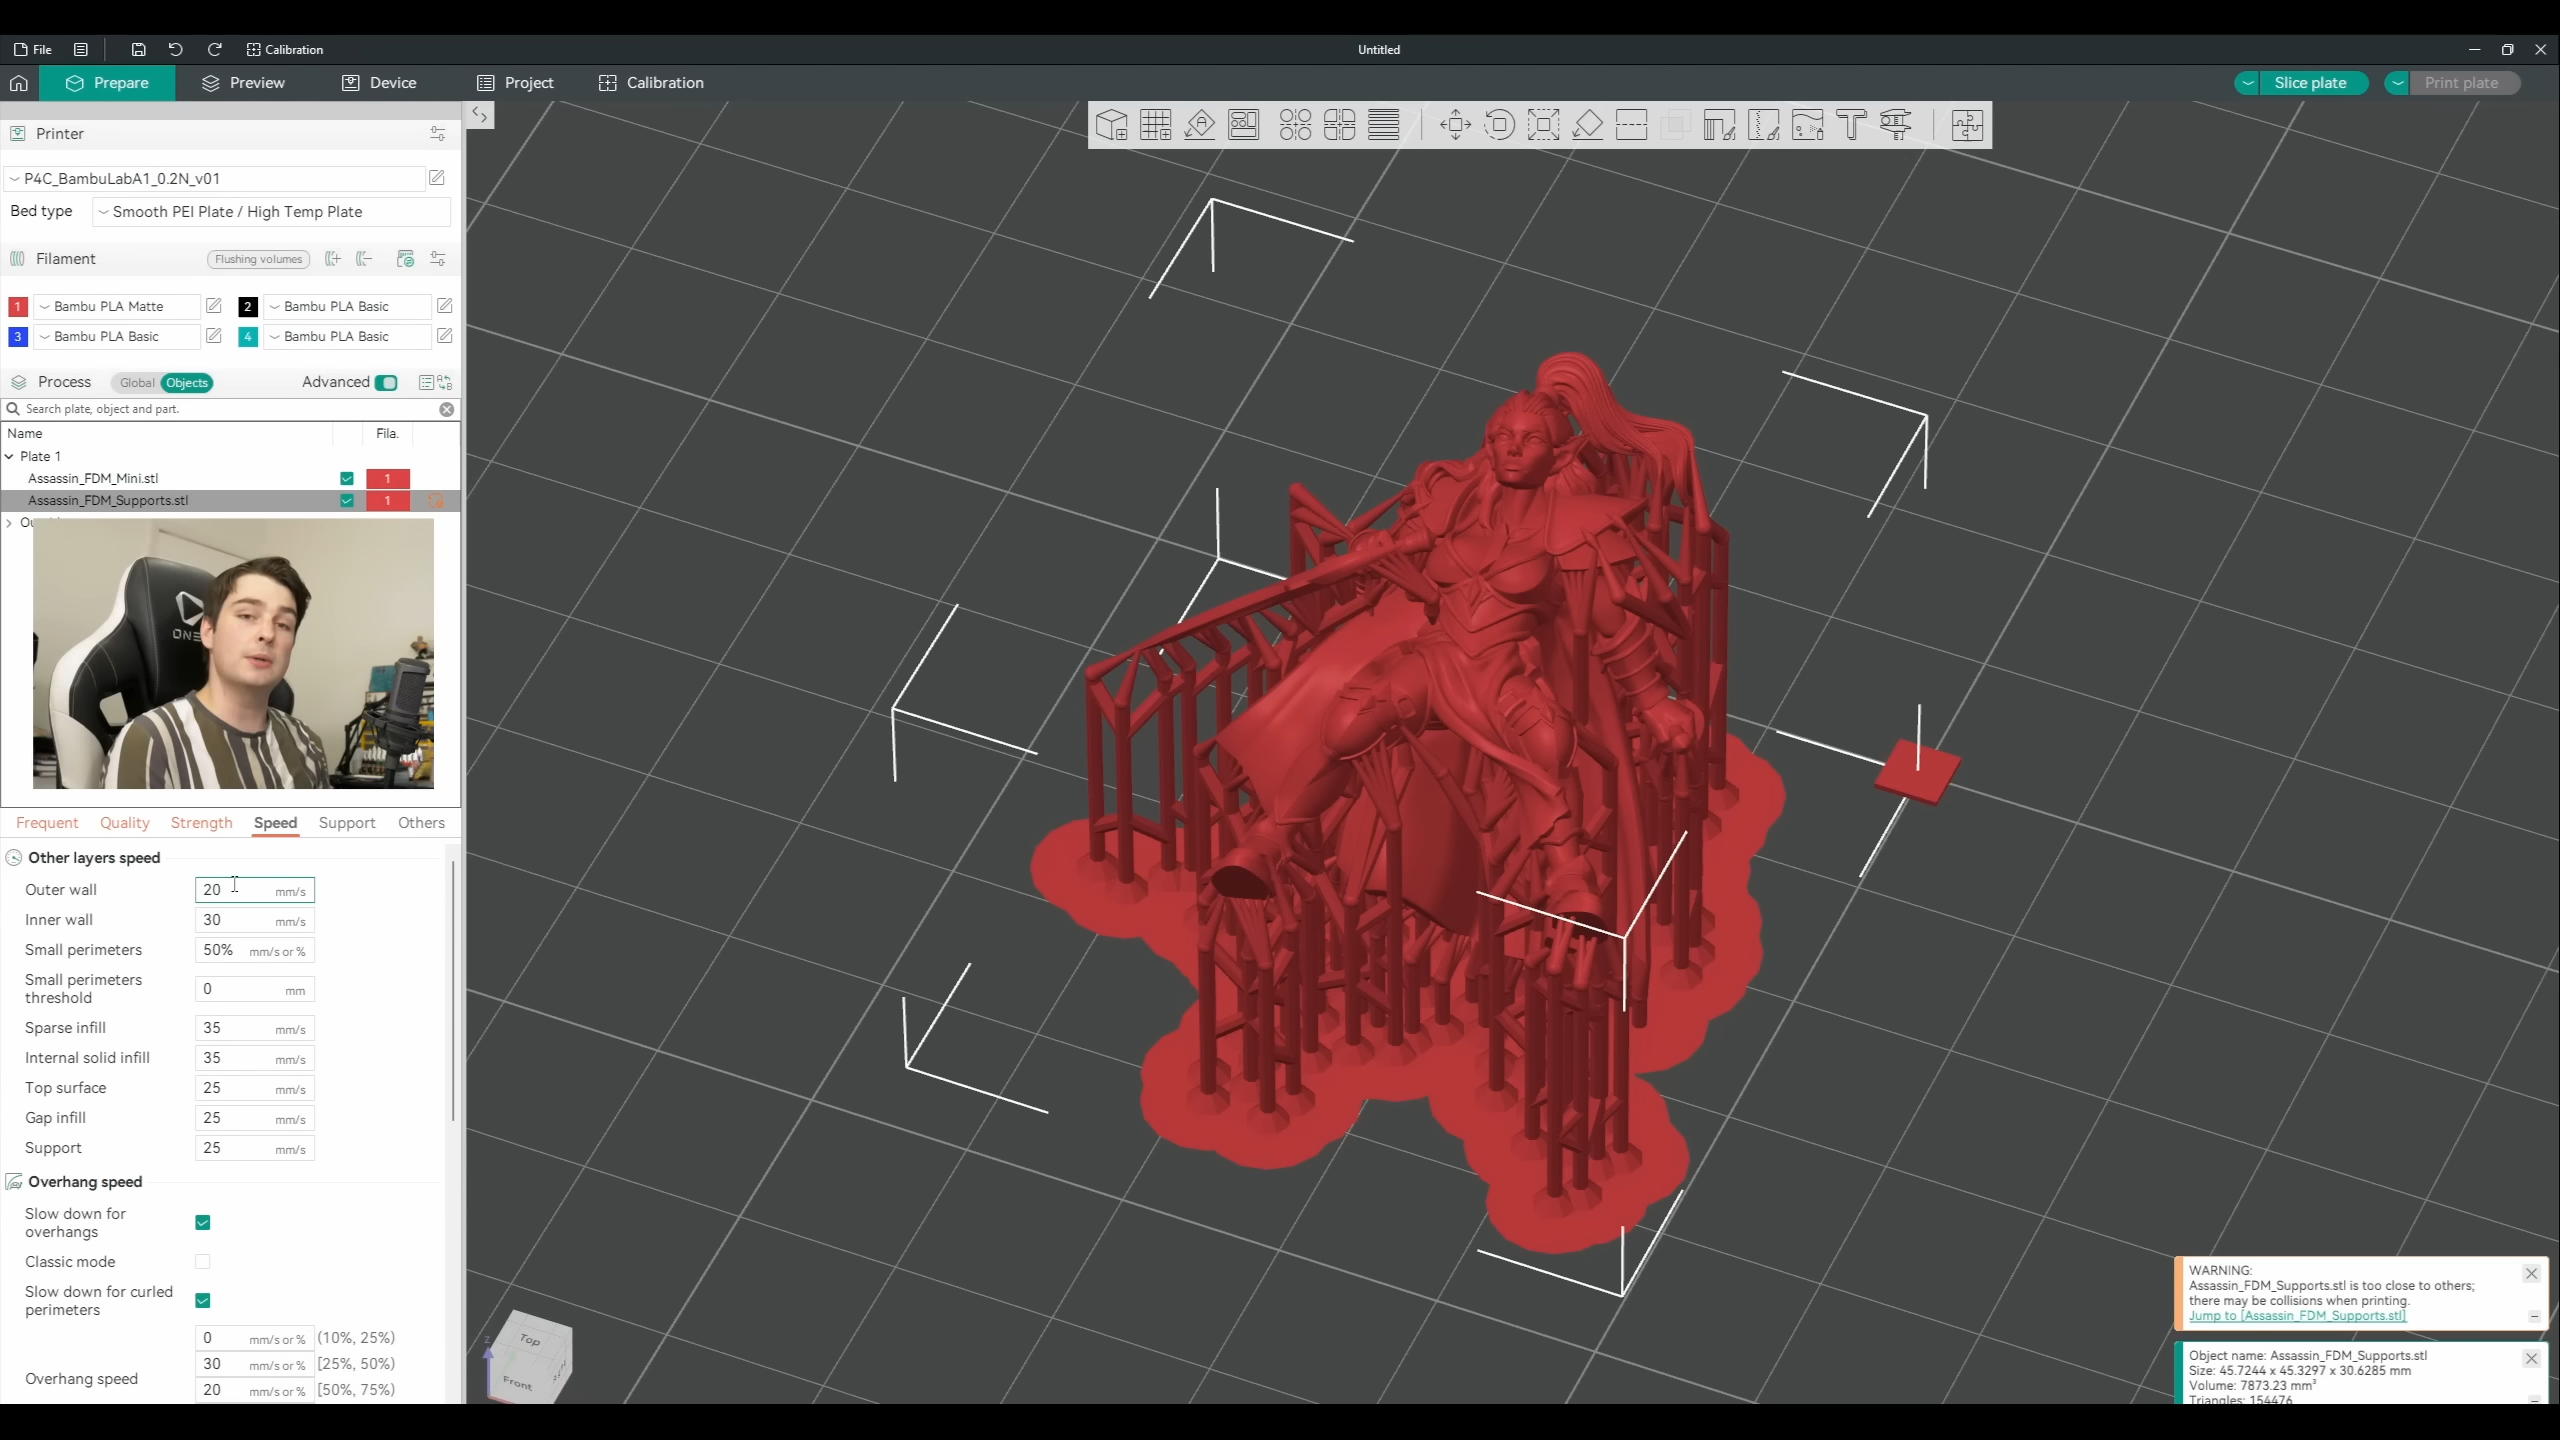 File
Calibration
Untitled
Prepare
Preview
Device
Project
Calibration
Slice plate
Print plate
Printer
P4C_BambuLabA1_0.2N_v01
Bed type
Smooth PEI Plate / High Temp Plate
Filament
Flushing volumes
1 Bambu PLA Matte
2 Bambu PLA Basic
3 Bambu PLA Basic
4 Bambu PLA Basic
Process
Global
Objects
Advanced
Search plate, object and part.
Name
Fila.
Plate 1
Assassin_FDM_Mini.stl
1
Assassin_FDM_Supports.stl
1
ONE
Frequent
Quality
Strength
Speed
Support
Others
Other layers speed
Outer wall 20 mm/s
Inner wall 30 mm/s
Small perimeters 50% mm/s or %
Small perimeters
threshold
0 mm
Sparse infill 35 mm/s
Internal solid infill 35 mm/s
Top surface 25 mm/s
Gap infill 25 mm/s
Support 25 mm/s
Overhang speed
Slow down for
overhangs
Classic mode
Slow down for curled
perimeters
Overhang speed
0 mm/s or % (10%, 25%)
30 mm/s or % [25%, 50%)
20 mm/s or % [50%, 75%)
Top
Front
Z
WARNING:
Assassin_FDM_Supports.stl is too close to others;
there may be collisions when printing.
Jump to [Assassin_FDM_Supports.stl]
Object name: Assassin_FDM_Supports.stl
Size: 45.7244 x 45.3297 x 30.6285 mm
Volume: 7873.23 mm³
Triangles: 154476